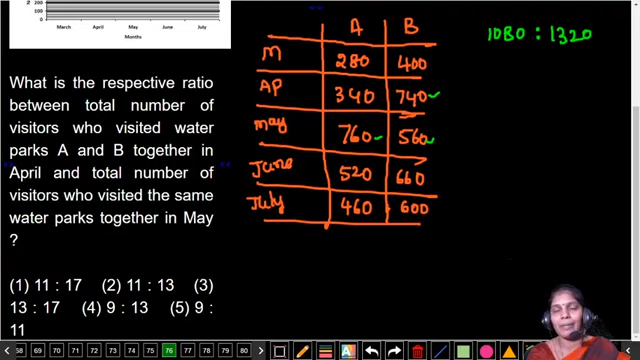 200
100
0
March April May June July
Months
What is the respective ratio
between total number of
visitors who visited water
parks A and B together in
April and total number of
visitors who visited the same
water parks together in May
?
(1) 11 : 17 (2) 11 : 13 (3)
13 : 17 (4) 9 : 13 (5) 9 :
11
A B
M 280 400
AP 340 740
May 760 560
June 520 660
July 460 600
1080 : 1320
68 69 70 71 72 73 74 75 76 77 78 79 80